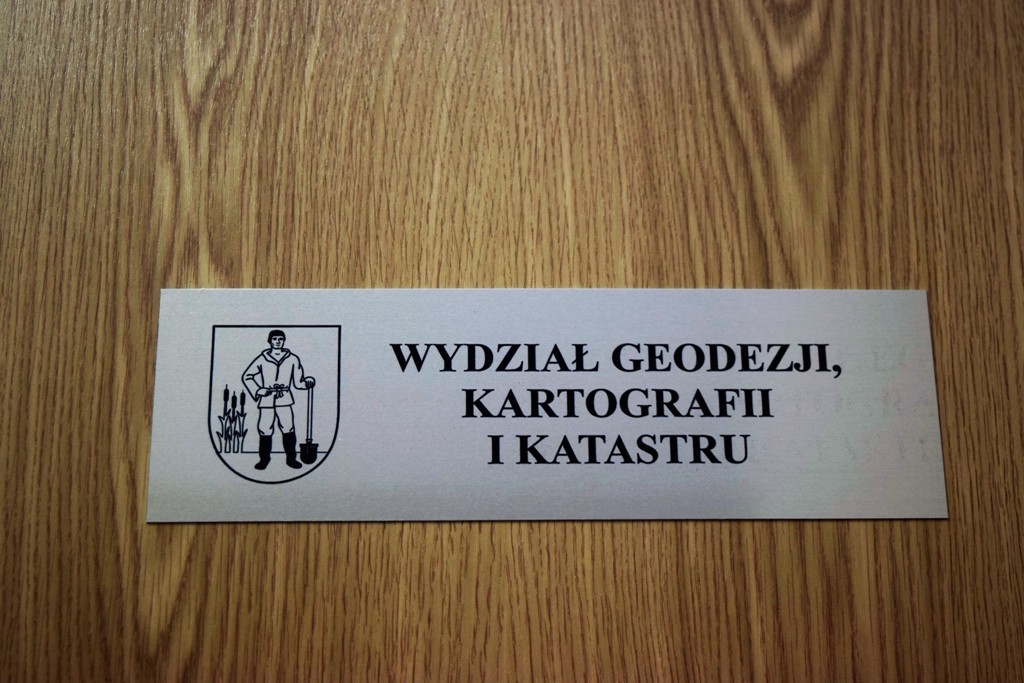 WYDZIAŁ GEODEZJI,
KARTOGRAFII
I KATASTRU